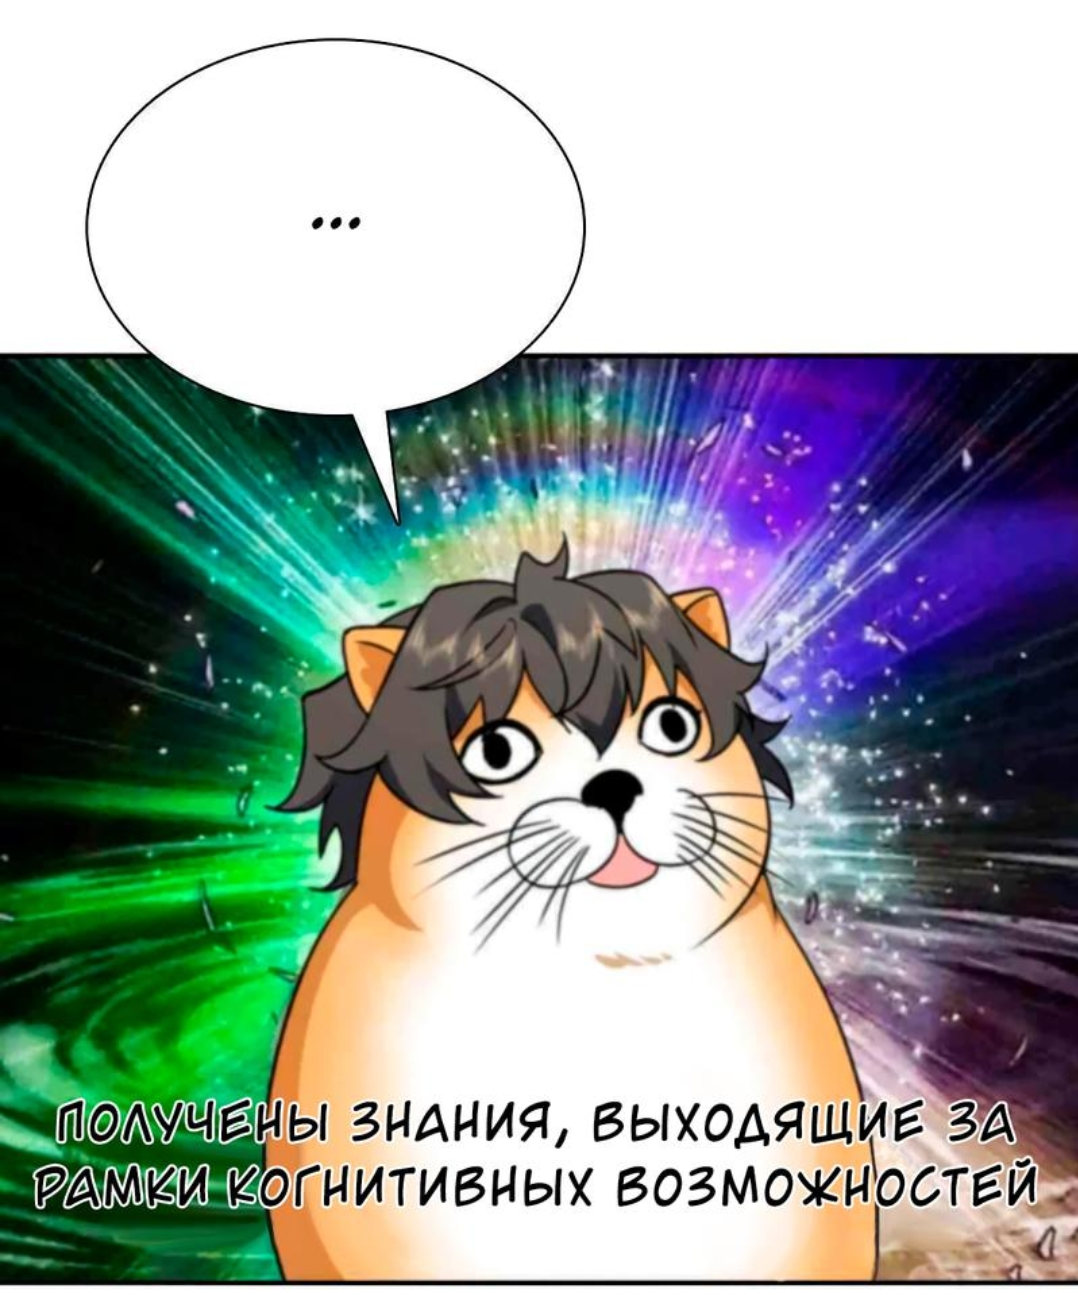 ...
ПОЛУЧЕНЫ ЗНАНИЯ, ВЫХОДЯЩИЕ ЗА
РАМКИ КОГНИТИВНЫХ ВОЗМОЖНОСТЕЙ